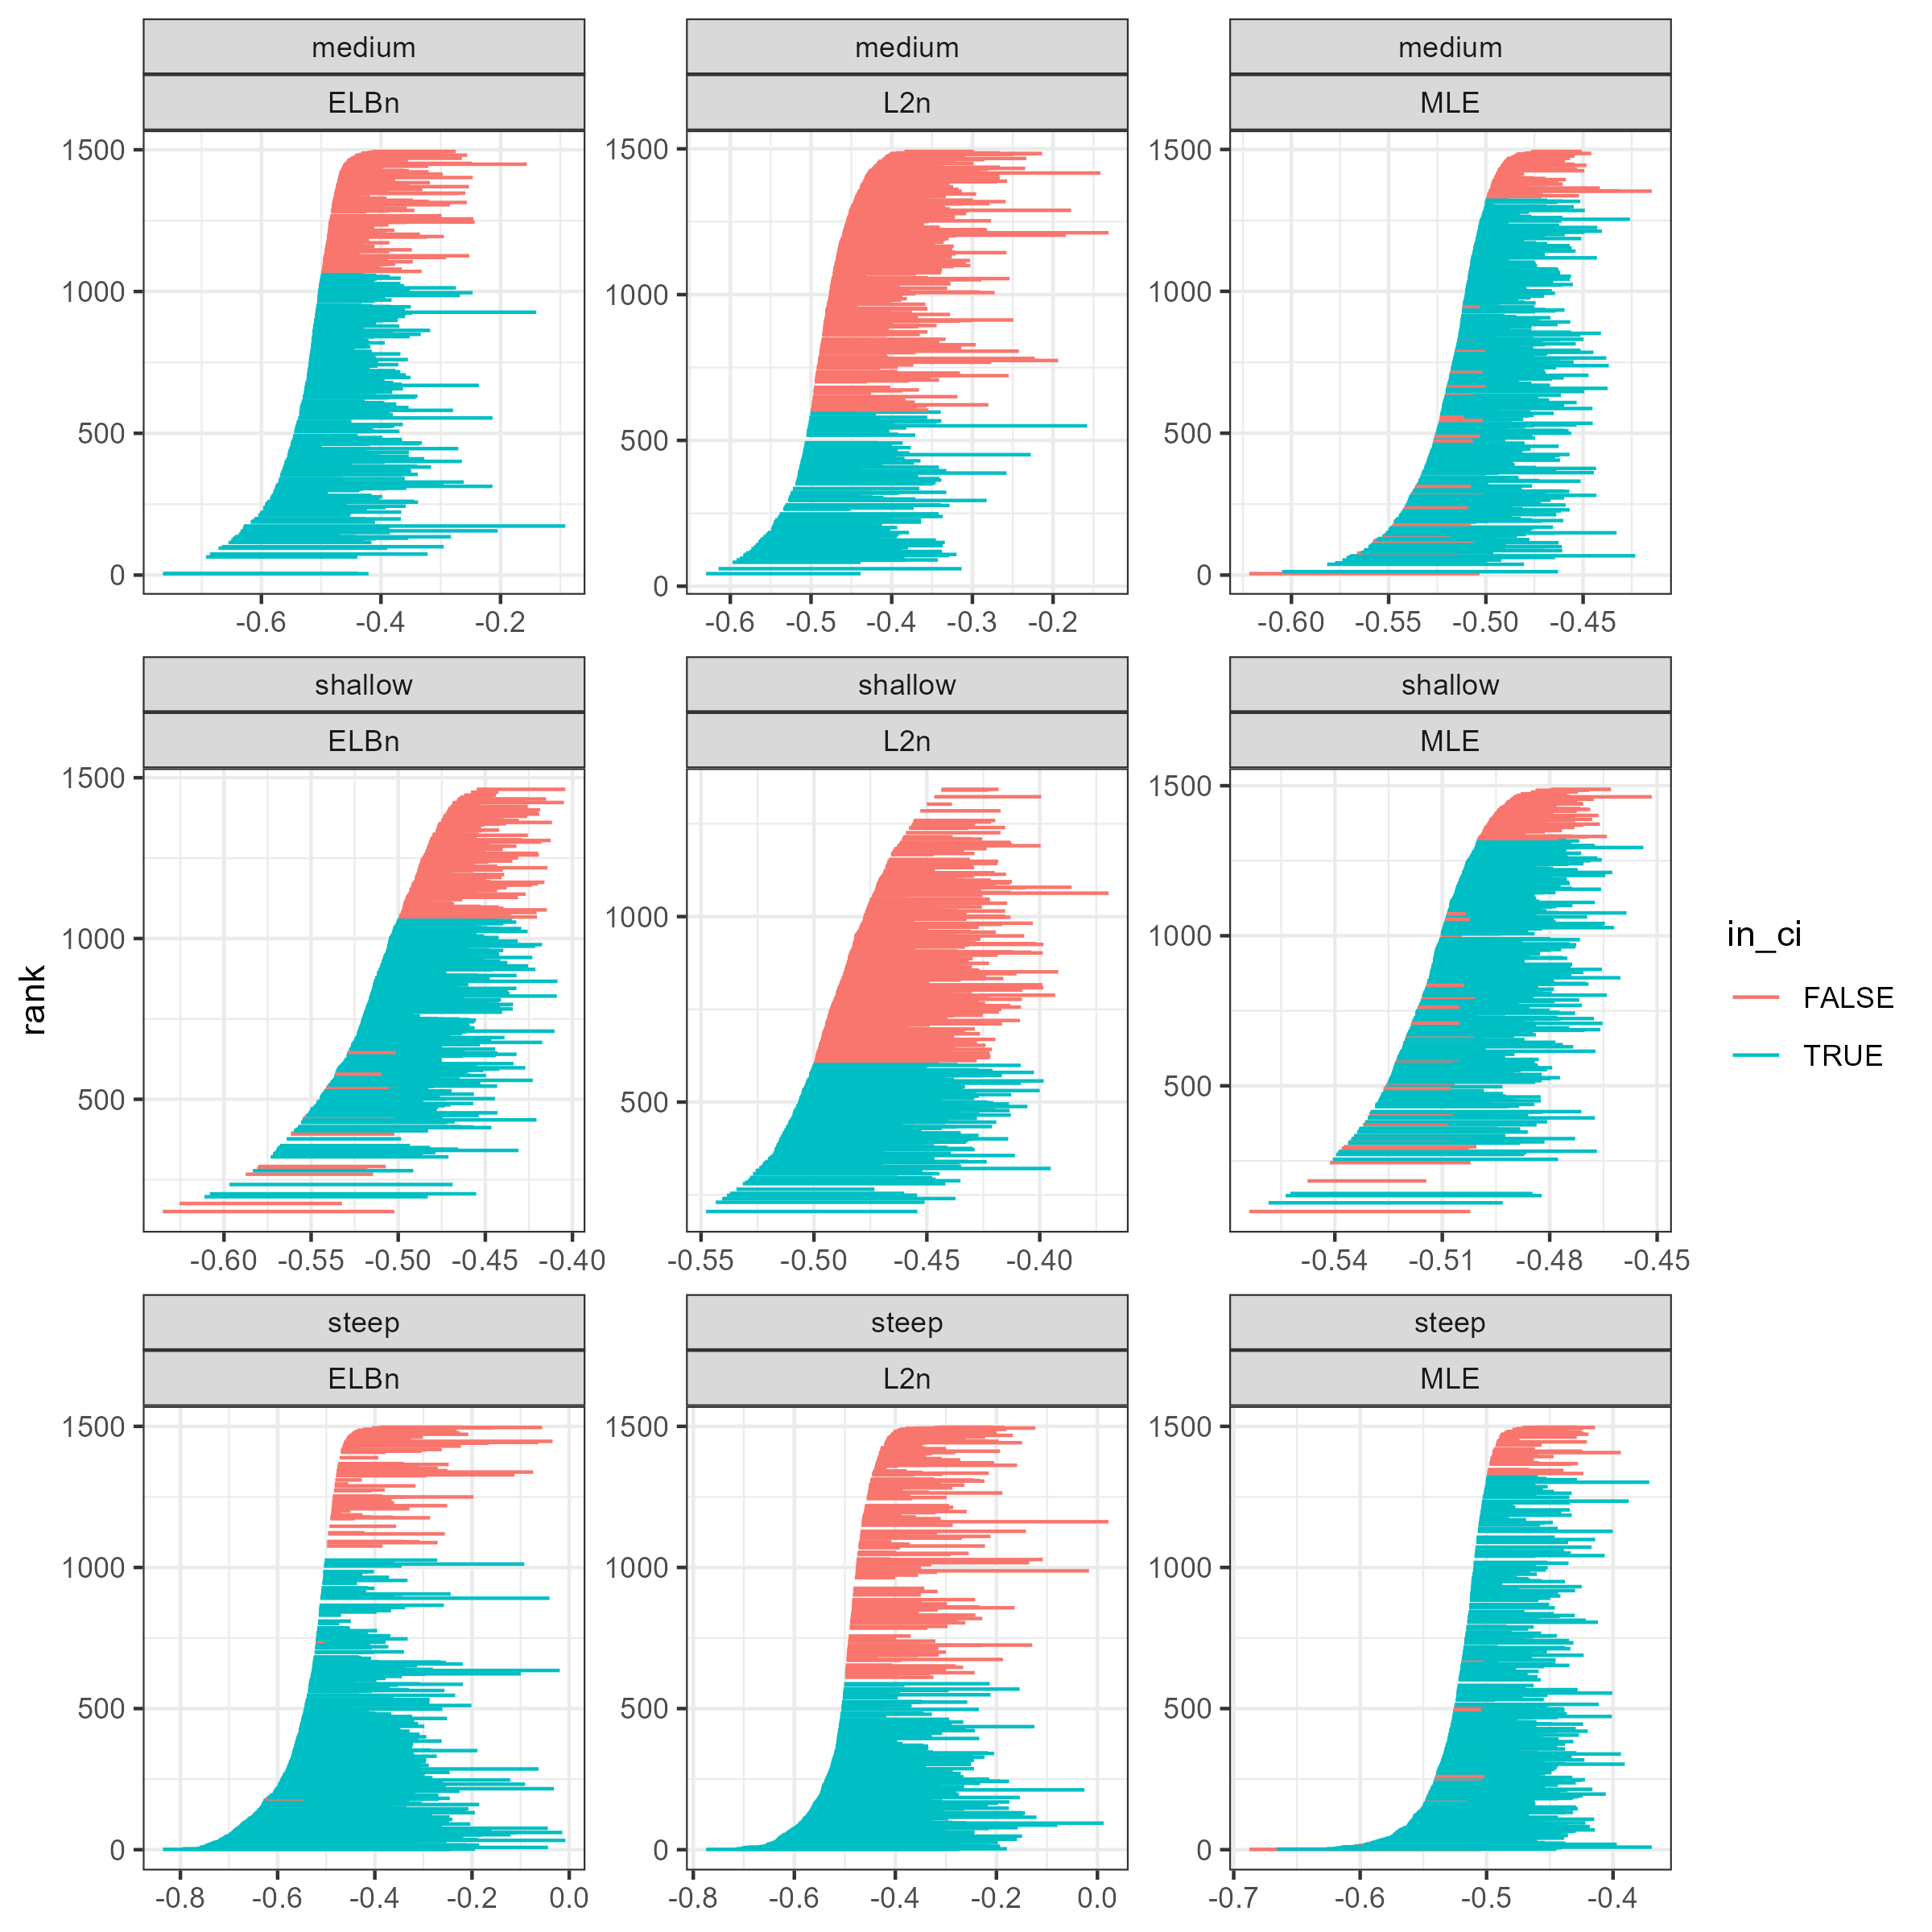 medium medium medium
ELBn L2n MLE
1500 1500 1500
1000 1000 1000
500 500 500
0 0 0
-0.6 -0.4 -0.2 -0.6 -0.5 -0.4 -0.3 -0.2 -0.60 -0.55 -0.50 -0.45
shallow shallow shallow
ELBn L2n MLE
1500 1500
1000 1000 1000
500 500 500
-0.60 -0.55 -0.50 -0.45 -0.40 -0.55 -0.50 -0.45 -0.40 -0.54 -0.51 -0.48 -0.45
rank
in_ci
FALSE
TRUE
steep steep steep
ELBn L2n MLE
1500 1500 1500
1000 1000 1000
500 500 500
0 0 0
-0.8 -0.6 -0.4 -0.2 0.0 -0.8 -0.6 -0.4 -0.2 0.0 -0.7 -0.6 -0.5 -0.4